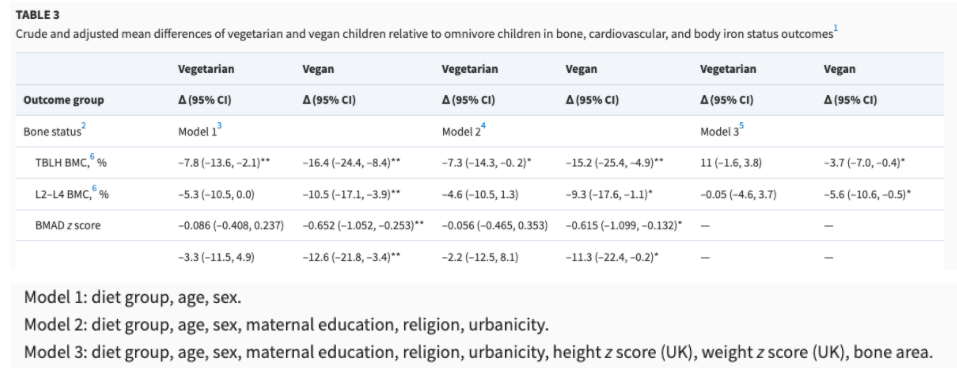 TABLE 3
Crude and adjusted mean differences of vegetarian and vegan children relative to omnivore children in bone, cardiovascular, and body iron status outcomes1
Vegetarian Vegan Vegetarian Vegan Vegetarian Vegan
Outcome group Δ (95% CI) Δ (95% CI) Δ (95% CI) Δ (95% CI) Δ (95% CI) Δ (95% CI)
Bone status2 Model 13 Model 24 Model 35
TBLH BMC,6 % −7.8 (−13.6, −2.1)** −16.4 (−24.4, −8.4)** −7.3 (−14.3, −0. 2)* −15.2 (−25.4, −4.9)** 11 (−1.6, 3.8) −3.7 (−7.0, −0.4)*
L2–L4 BMC,6 % −5.3 (−10.5, 0.0) −10.5 (−17.1, −3.9)** −4.6 (−10.5, 1.3) −9.3 (−17.6, −1.1)* −0.05 (−4.6, 3.7) −5.6 (−10.6, −0.5)*
BMAD z score −0.086 (−0.408, 0.237) −0.652 (−1.052, −0.253)** −0.056 (−0.465, 0.353) −0.615 (−1.099, −0.132)* — —
−3.3 (−11.5, 4.9) −12.6 (−21.8, −3.4)** −2.2 (−12.5, 8.1) −11.3 (−22.4, −0.2)* — —
Model 1: diet group, age, sex.
Model 2: diet group, age, sex, maternal education, religion, urbanicity.
Model 3: diet group, age, sex, maternal education, religion, urbanicity, height z score (UK), weight z score (UK), bone area.